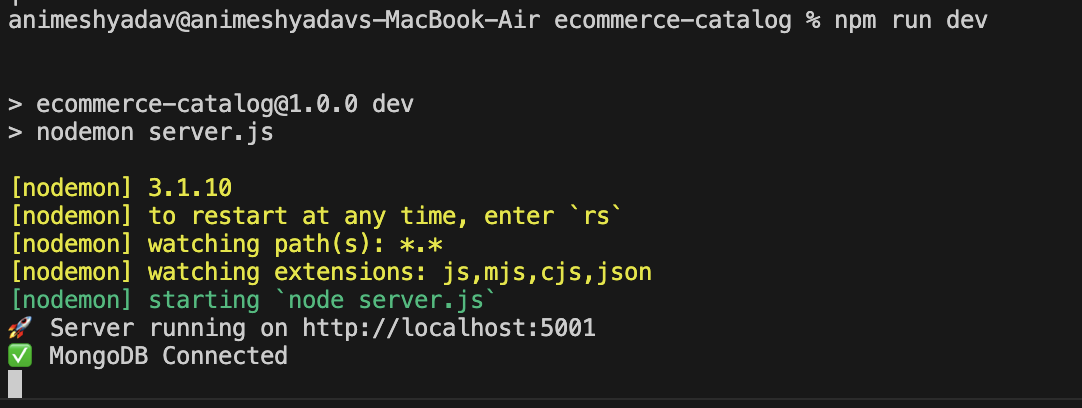 animeshyadav@animeshyadavs-MacBook-Air ecommerce-catalog % npm run dev
> ecommerce-catalog@1.0.0 dev
> nodemon server.js
[nodemon] 3.1.10
[nodemon] to restart at any time, enter `rs`
[nodemon] watching path(s): *.*
[nodemon] watching extensions: js,mjs,cjs,json
[nodemon] starting `node server.js`
🚀 Server running on http://localhost:5001
✅ MongoDB Connected